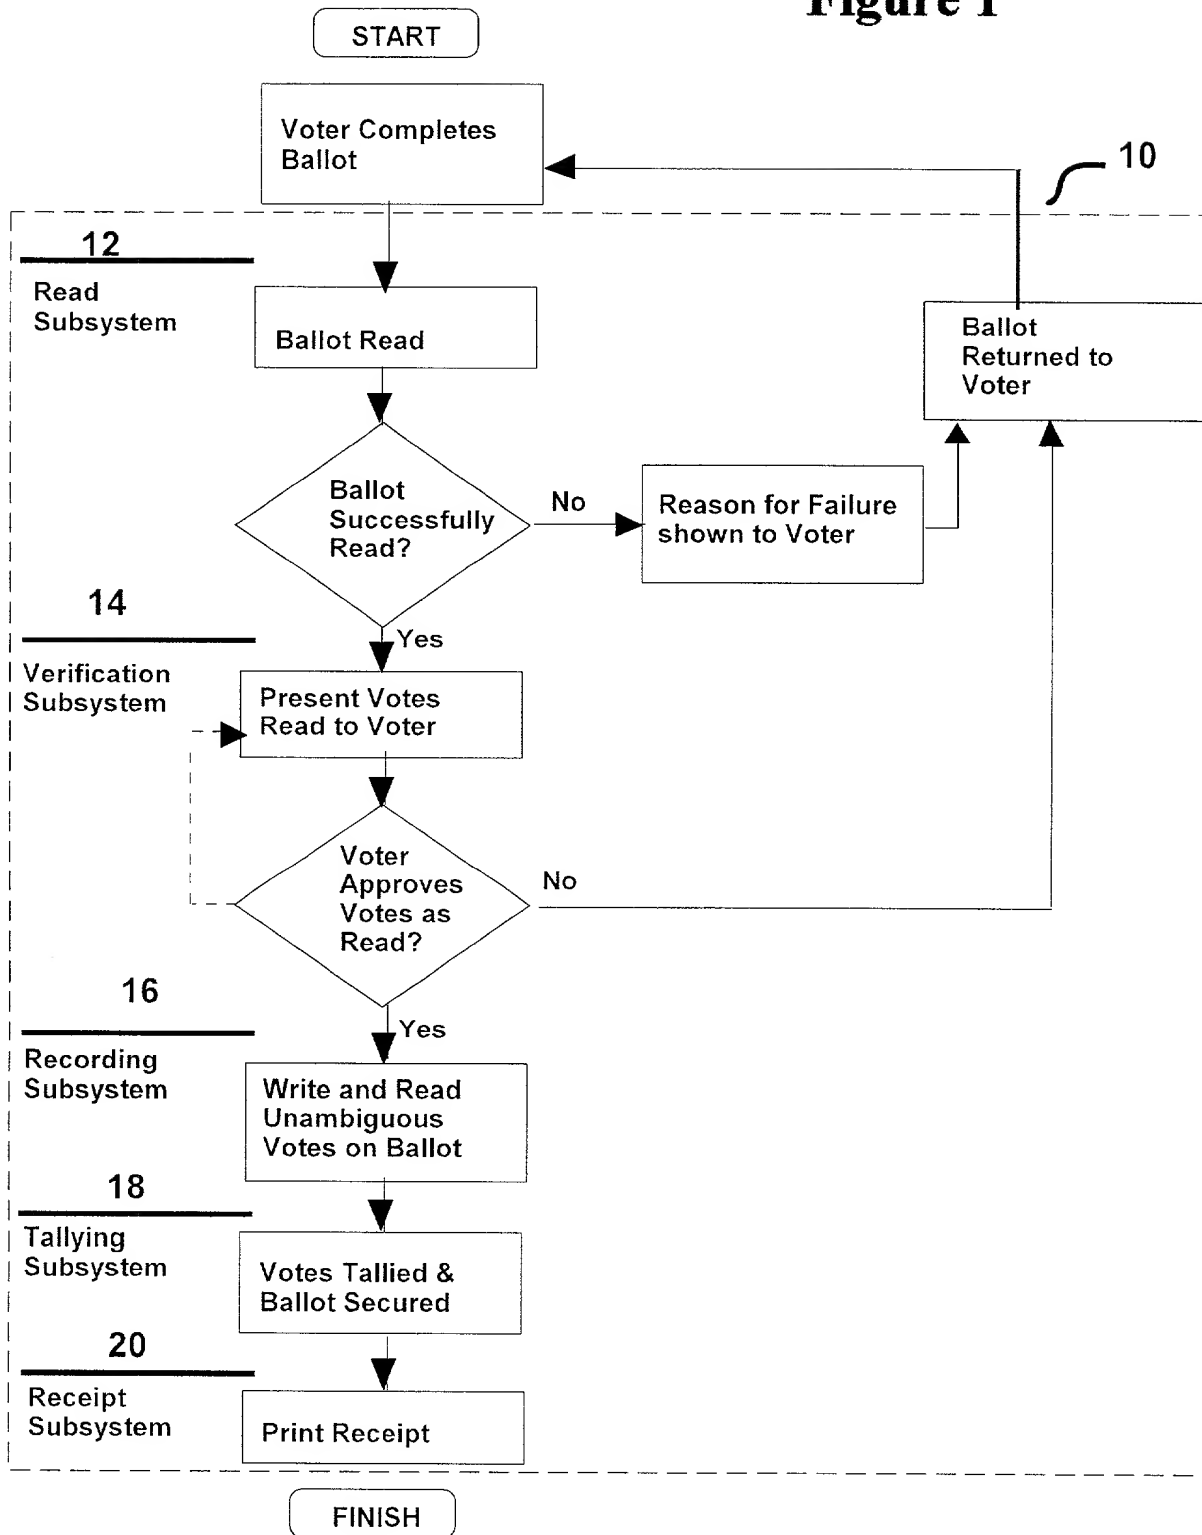 Figure 1
START
Voter Completes
Ballot
10
12
Read
Subsystem
Ballot Read
Ballot
Returned to
Voter
Ballot
Successfully
Read?
No
Reason for Failure
shown to Voter
14
Yes
Verification
Subsystem
Present Votes
Read to Voter
Voter
Approves
Votes as
Read?
No
16
Yes
Recording
Subsystem
Write and Read
Unambiguous
Votes on Ballot
18
Tallying
Subsystem
Votes Tallied &
Ballot Secured
20
Receipt
Subsystem
Print Receipt
FINISH